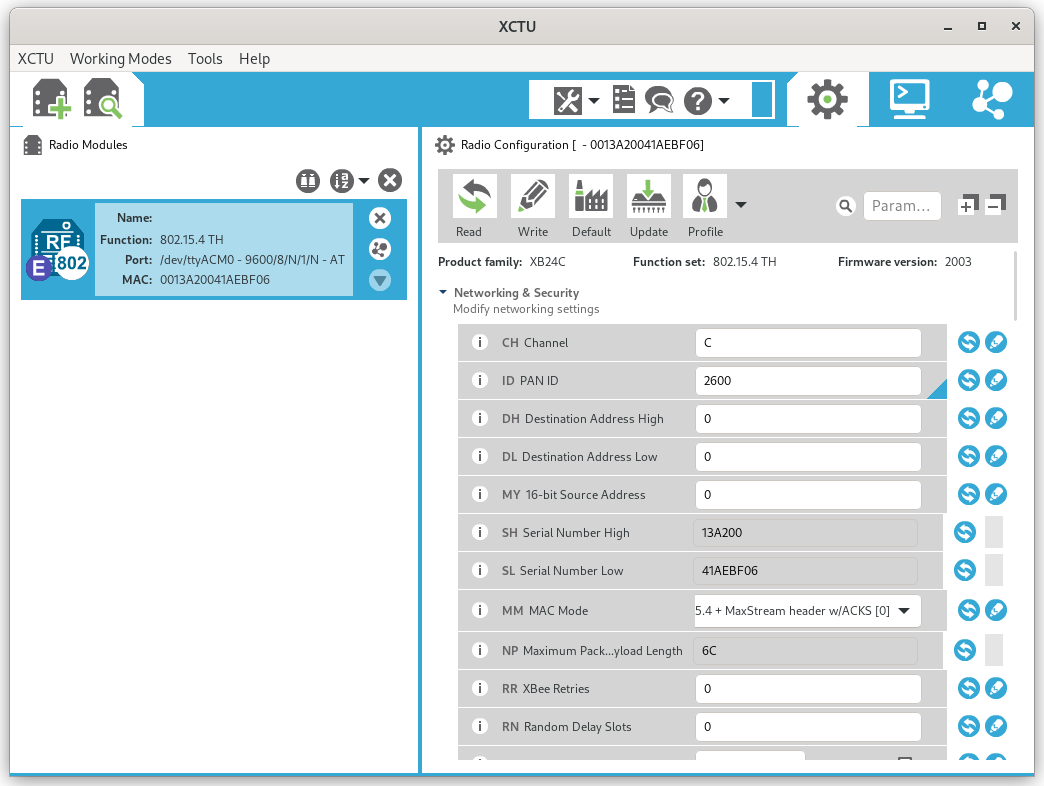 XCTU
XCTU Working Modes Tools Help
Radio Modules
Name:
Function: 802.15.4 TH
Port: /dev/ttyACM0 - 9600/8/N/1/N - AT
MAC: 0013A20041AEBF06
RF
E 802
Radio Configuration [ - 0013A20041AEBF06]
Read Write Default Update Profile
Param...
Product family: XB24C Function set: 802.15.4 TH Firmware version: 2003
Networking & Security
Modify networking settings
i CH Channel C
i ID PAN ID 2600
i DH Destination Address High 0
i DL Destination Address Low 0
i MY 16-bit Source Address 0
i SH Serial Number High 13A200
i SL Serial Number Low 41AEBF06
i MM MAC Mode 5.4 + MaxStream header w/ACKS [0]
i NP Maximum Pack...yload Length 6C
i RR XBee Retries 0
i RN Random Delay Slots 0